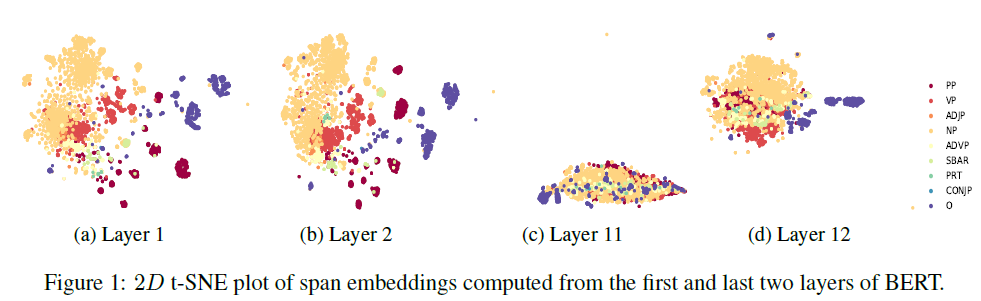 PP
VP
ADJP
NP
ADVP
SBAR
PRT
CONJP
O
(a) Layer 1
(b) Layer 2
(c) Layer 11
(d) Layer 12
Figure 1: 2D t-SNE plot of span embeddings computed from the first and last two layers of BERT.